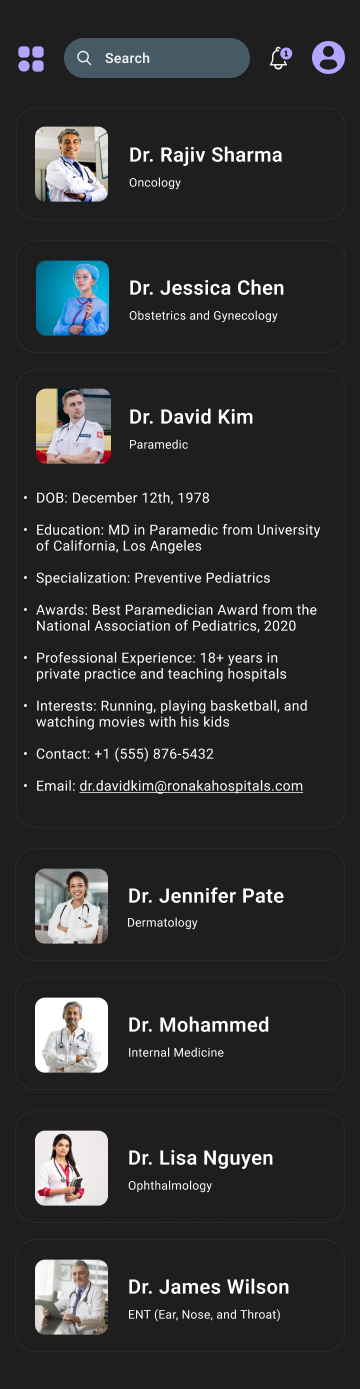 Search
1
Dr. Rajiv Sharma
Oncology
Dr. Jessica Chen
Obstetrics and Gynecology
Dr. David Kim
Paramedic
• DOB: December 12th, 1978
• Education: MD in Paramedic from University
of California, Los Angeles
• Specialization: Preventive Pediatrics
• Awards: Best Paramedician Award from the
National Association of Pediatrics, 2020
• Professional Experience: 18+ years in
private practice and teaching hospitals
• Interests: Running, playing basketball, and
watching movies with his kids
• Contact: +1 (555) 876-5432
• Email: dr.davidkim@ronakahospitals.com
Dr. Jennifer Pate
Dermatology
Dr. Mohammed
Internal Medicine
Dr. Lisa Nguyen
Ophthalmology
Dr. James Wilson
ENT (Ear, Nose, and Throat)